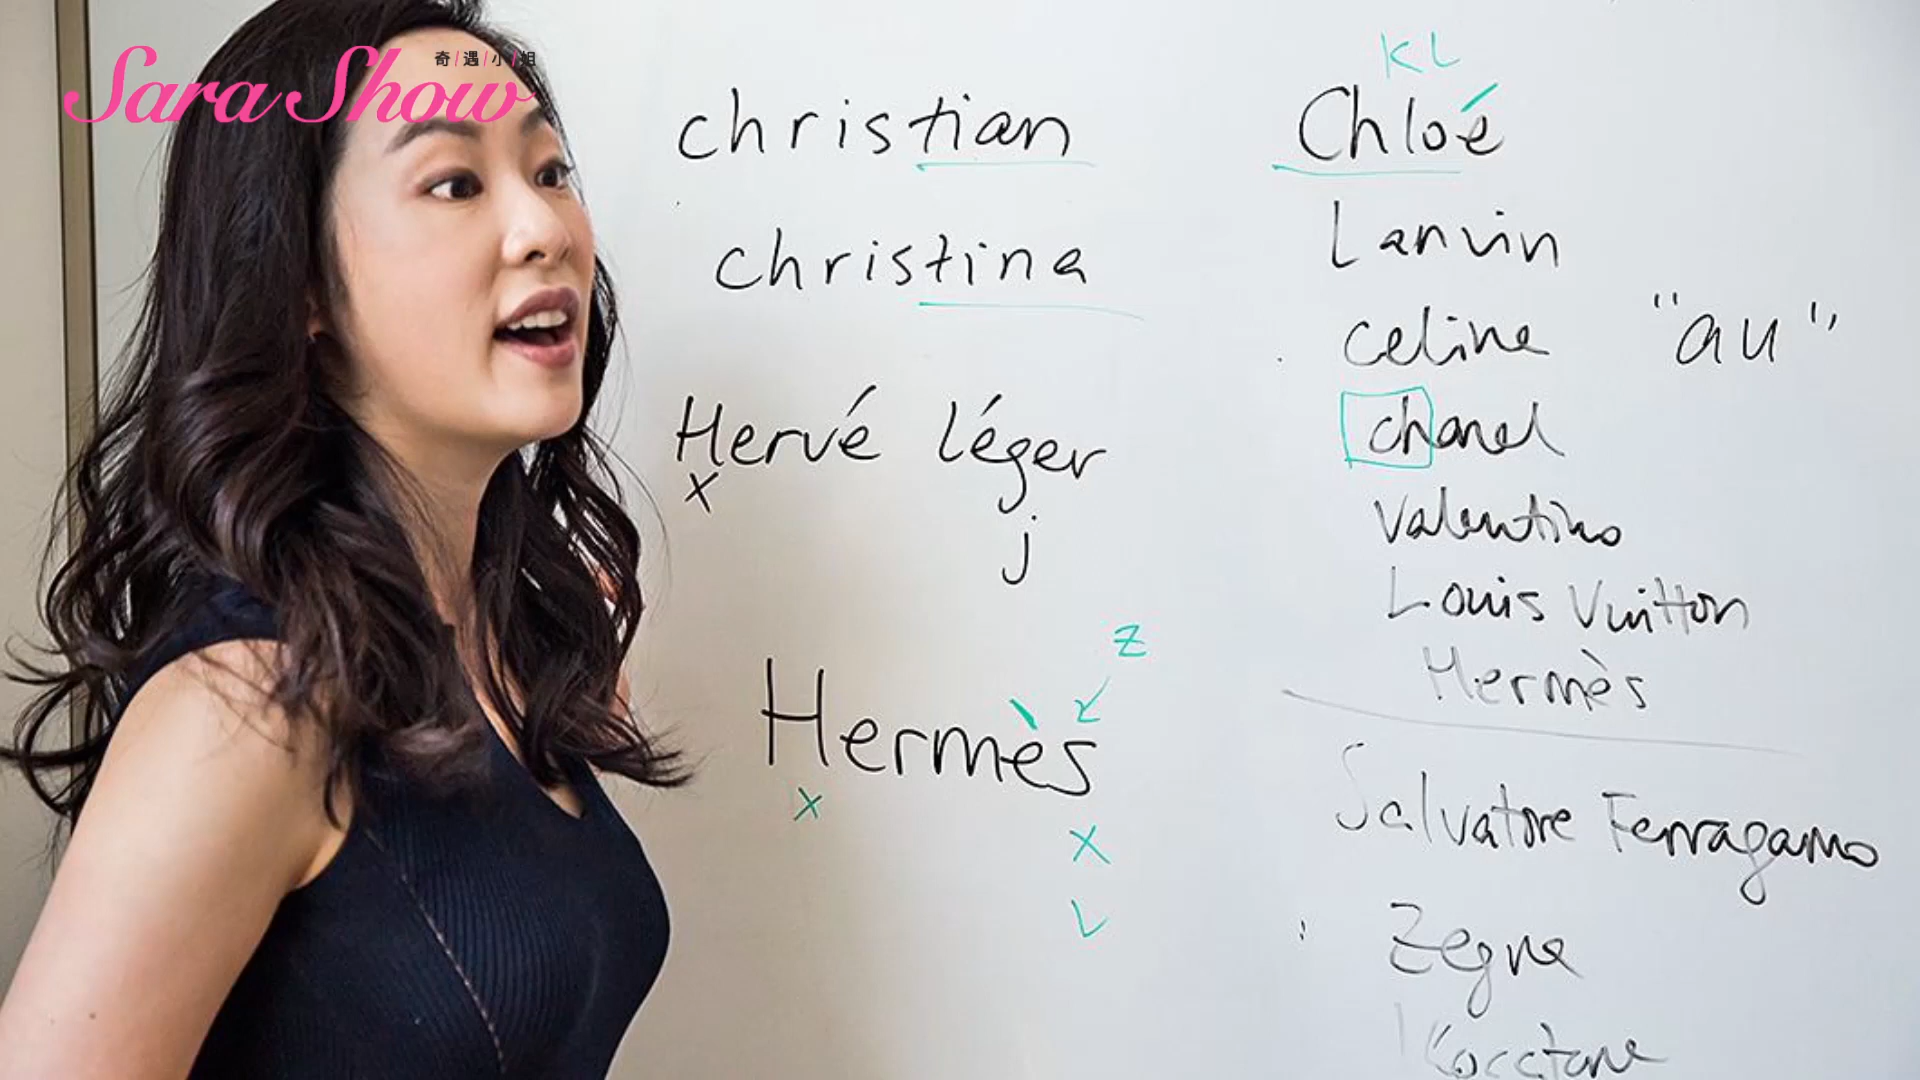 奇遇小姐
Sara Show
christian
christina
Hervé léger
x
j
z
Hermès
x
x
L
KL
Chloé
Lanvin
celine "au"
chanel
Valentino
Louis Vuitton
Hermès
Salvatore Ferragamo
Zegna